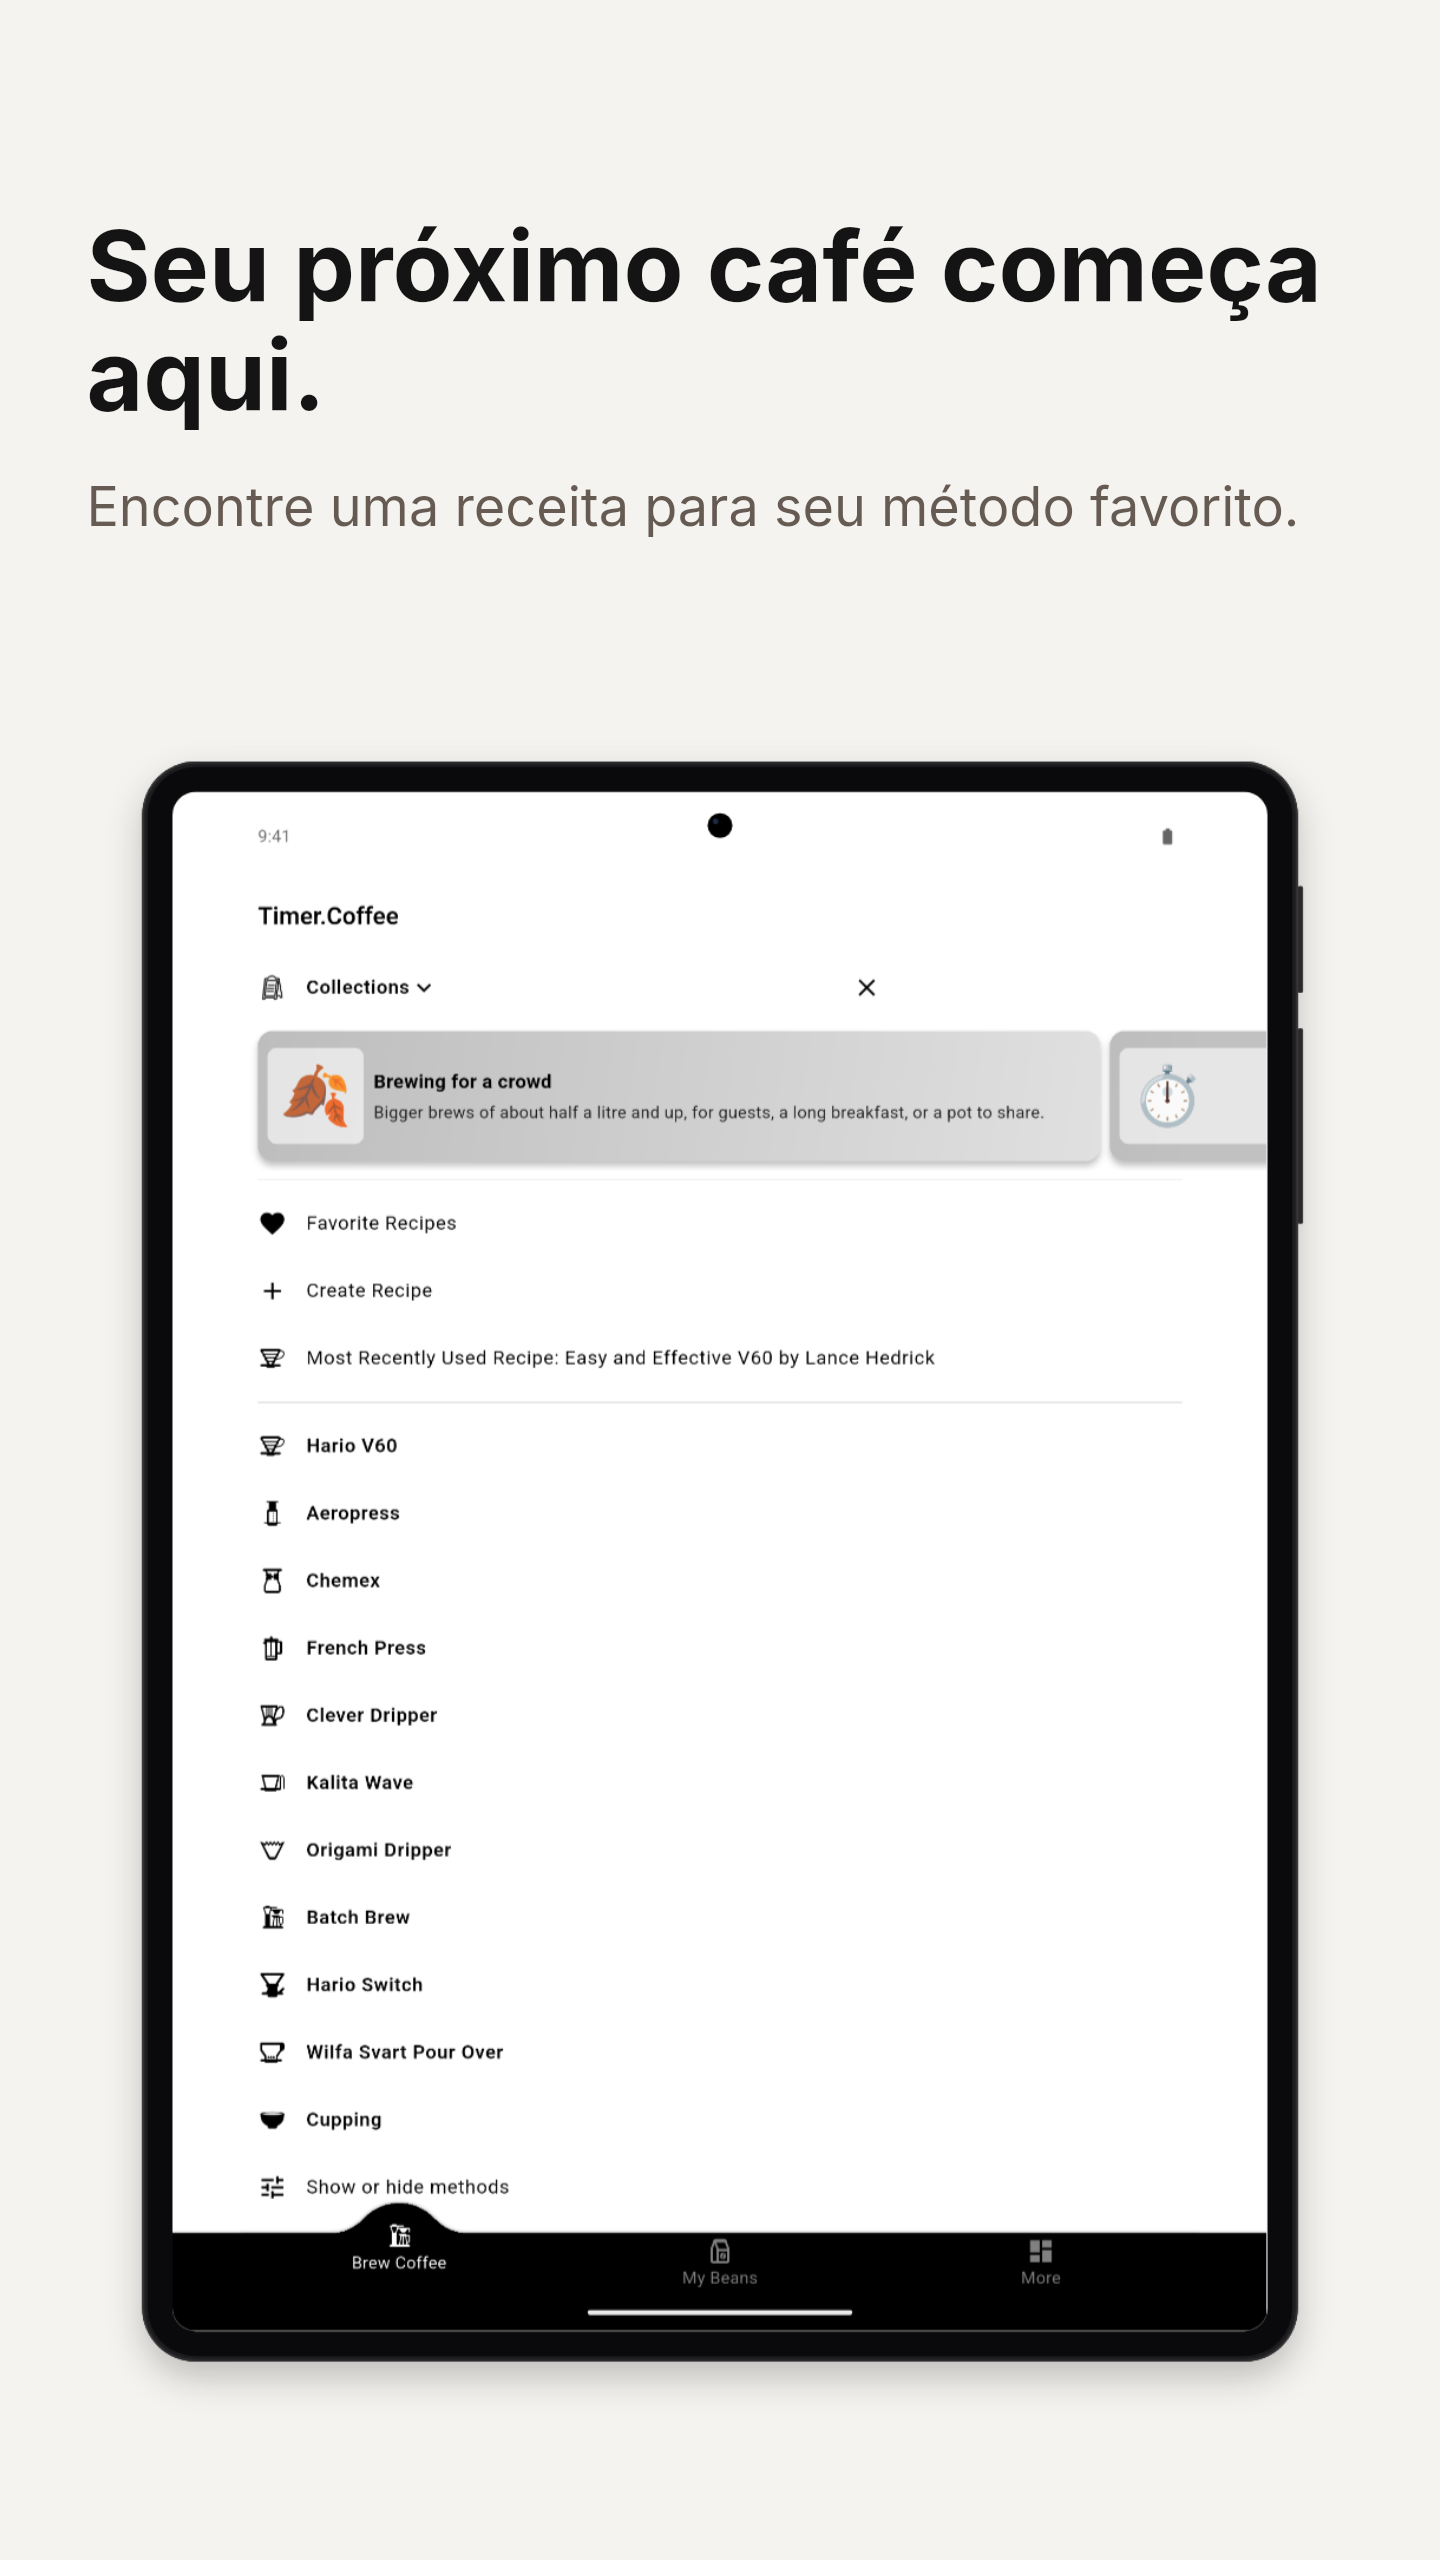 Seu próximo café começa
aqui.
Encontre uma receita para seu método favorito.
9:41
Timer.Coffee
Collections
Brewing for a crowd
Bigger brews of about half a litre and up, for guests, a long breakfast, or a pot to share.
Favorite Recipes
Create Recipe
Most Recently Used Recipe: Easy and Effective V60 by Lance Hedrick
Hario V60
Aeropress
Chemex
French Press
Clever Dripper
Kalita Wave
Origami Dripper
Batch Brew
Hario Switch
Wilfa Svart Pour Over
Cupping
Show or hide methods
Brew Coffee
My Beans
More